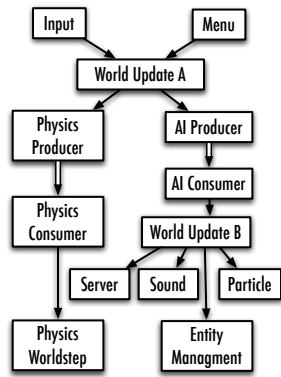 Input
Menu
World Update A
Physics
Producer
AI Producer
AI Consumer
Physics
Consumer
World Update B
Server
Sound
Particle
Physics
Worldstep
Entity
Managment